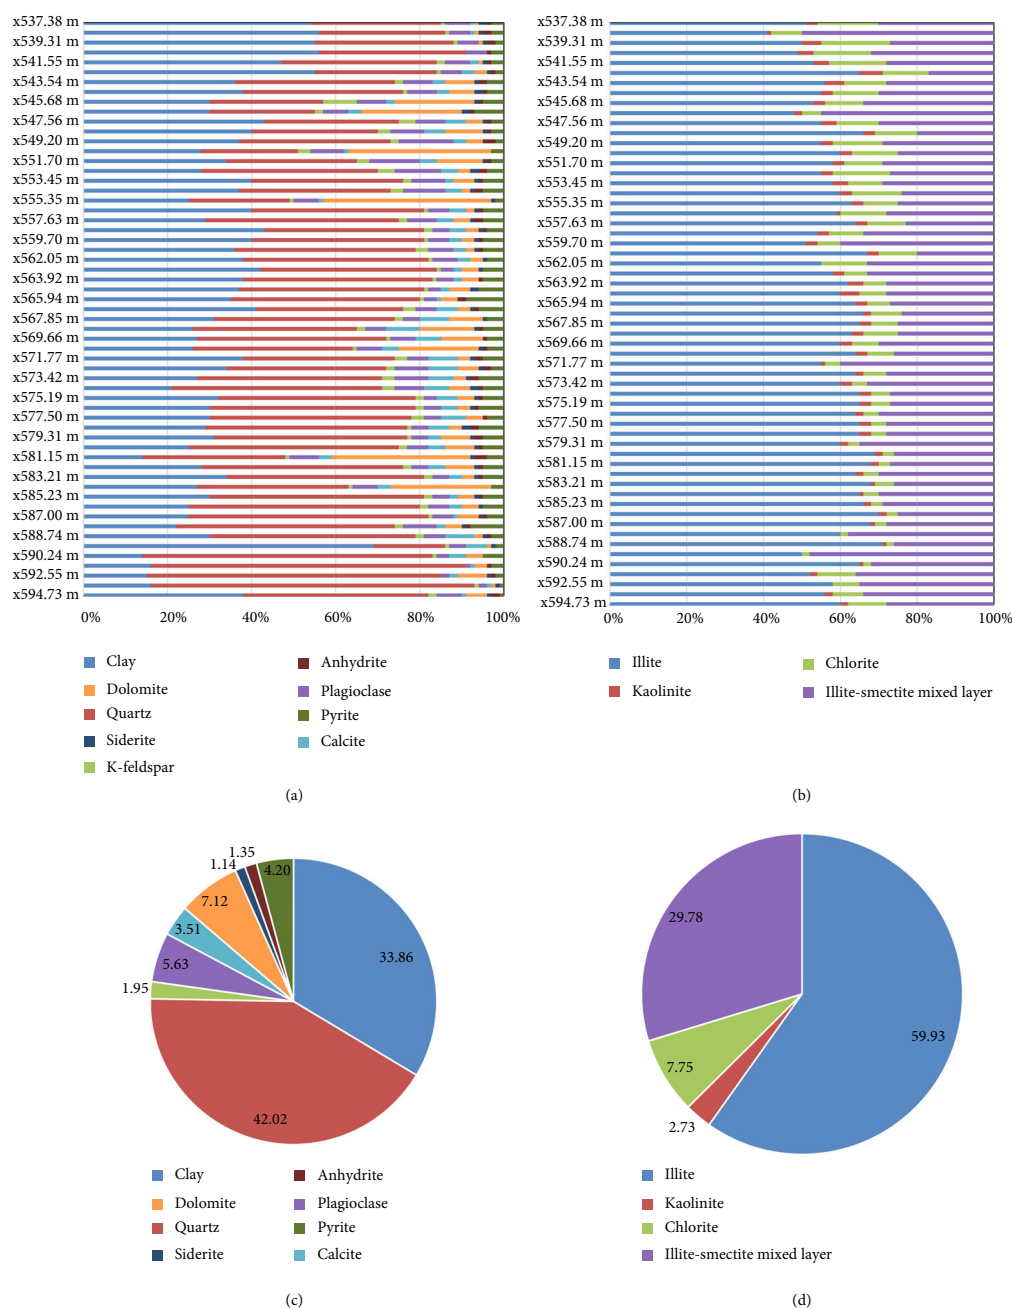 x537.38 m
x539.31 m
x541.55 m
x543.54 m
x545.68 m
x547.56 m
x549.20 m
x551.70 m
x553.45 m
x555.35 m
x557.63 m
x559.70 m
x562.05 m
x563.92 m
x565.94 m
x567.85 m
x569.66 m
x571.77 m
x573.42 m
x575.19 m
x577.50 m
x579.31 m
x581.15 m
x583.21 m
x585.23 m
x587.00 m
x588.74 m
x590.24 m
x592.55 m
x594.73 m
0% 20% 40% 60% 80% 100%
Clay
Dolomite
Quartz
Siderite
K-feldspar
Anhydrite
Plagioclase
Pyrite
Calcite
(a)
x537.38 m
x539.31 m
x541.55 m
x543.54 m
x545.68 m
x547.56 m
x549.20 m
x551.70 m
x553.45 m
x555.35 m
x557.63 m
x559.70 m
x562.05 m
x563.92 m
x565.94 m
x567.85 m
x569.66 m
x571.77 m
x573.42 m
x575.19 m
x577.50 m
x579.31 m
x581.15 m
x583.21 m
x585.23 m
x587.00 m
x588.74 m
x590.24 m
x592.55 m
x594.73 m
0% 20% 40% 60% 80% 100%
Illite
Kaolinite
Chlorite
Illite-smectite mixed layer
(b)
1.35
1.14
4.20
7.12
3.51
5.63
1.95
33.86
42.02
Clay
Dolomite
Quartz
Siderite
Anhydrite
Plagioclase
Pyrite
Calcite
(c)
29.78
59.93
7.75
2.73
Illite
Kaolinite
Chlorite
Illite-smectite mixed layer
(d)